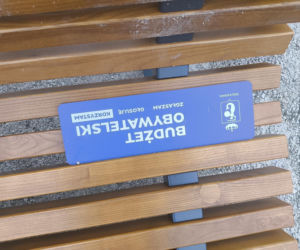 BUDŻET
OBYWATELSKI
ZGŁASZAM GŁOSUJĘ KORZYSTAM